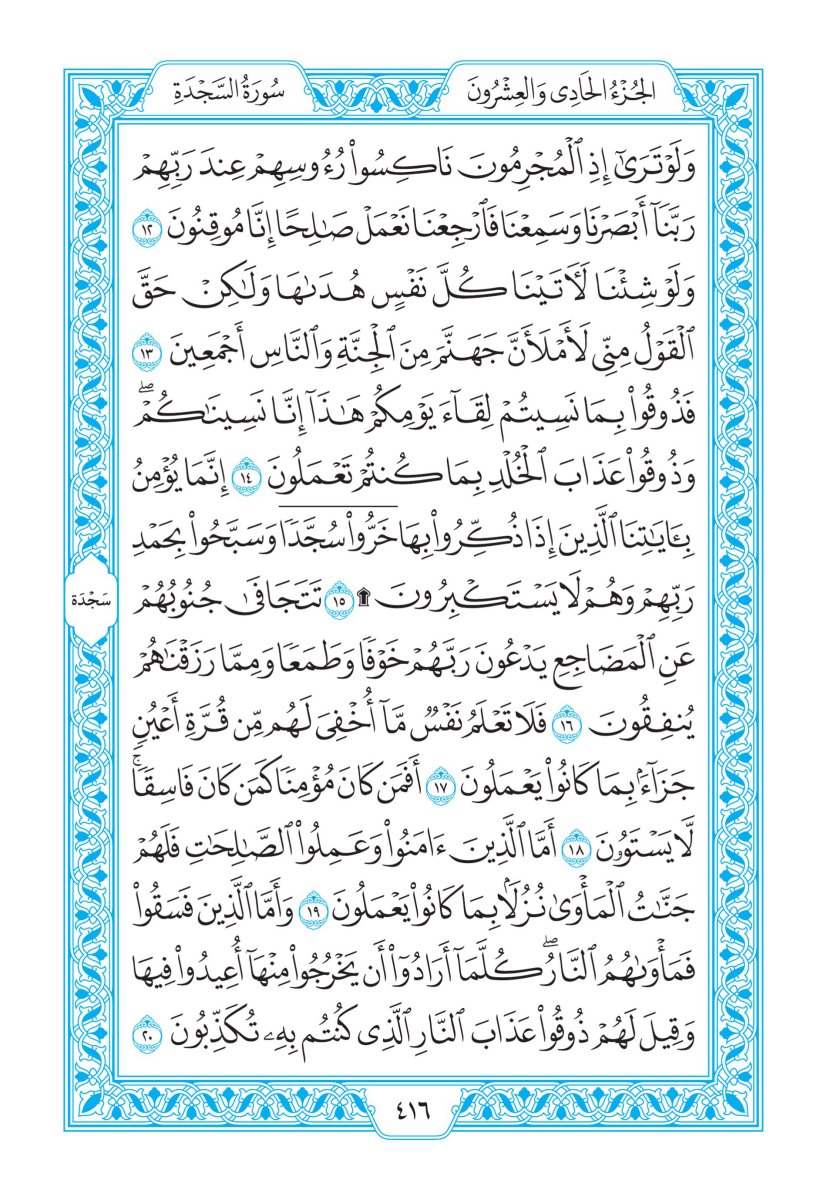 الجُزْءُ الحَادِى وَالعِشْرُونَ
سُورَةُ السَّجْدَةِ
وَلَوْ تَرَىٰٓ إِذِ ٱلْمُجْرِمُونَ نَاكِسُوا۟ رُءُوسِهِمْ عِندَ رَبِّهِمْ
رَبَّنَآ أَبْصَرْنَا وَسَمِعْنَا فَٱرْجِعْنَا نَعْمَلْ صَـٰلِحًا إِنَّا مُوقِنُونَ ١٢
وَلَوْ شِئْنَا لَـَٔاتَيْنَا كُلَّ نَفْسٍ هُدَىٰهَا وَلَـٰكِنْ حَقَّ
ٱلْقَوْلُ مِنِّى لَأَمْلَأَنَّ جَهَنَّمَ مِنَ ٱلْجِنَّةِ وَٱلنَّاسِ أَجْمَعِينَ ١٣
فَذُوقُوا۟ بِمَا نَسِيتُمْ لِقَآءَ يَوْمِكُمْ هَـٰذَآ إِنَّا نَسِينَـٰكُمْ ۖ
وَذُوقُوا۟ عَذَابَ ٱلْخُلْدِ بِمَا كُنتُمْ تَعْمَلُونَ ١٤ إِنَّمَا يُؤْمِنُ
بِـَٔايَـٰتِنَا ٱلَّذِينَ إِذَا ذُكِّرُوا۟ بِهَا خَرُّوا۟ سُجَّدًا وَسَبَّحُوا۟ بِحَمْدِ
رَبِّهِمْ وَهُمْ لَا يَسْتَكْبِرُونَ ۩ ١٥ تَتَجَافَىٰ جُنُوبُهُمْ
سَجْدَة
عَنِ ٱلْمَضَاجِعِ يَدْعُونَ رَبَّهُمْ خَوْفًا وَطَمَعًا وَمِمَّا رَزَقْنَـٰهُمْ
يُنفِقُونَ ١٦ فَلَا تَعْلَمُ نَفْسٌ مَّآ أُخْفِىَ لَهُم مِّن قُرَّةِ أَعْيُنٍ
جَزَآءًۢ بِمَا كَانُوا۟ يَعْمَلُونَ ١٧ أَفَمَن كَانَ مُؤْمِنًا كَمَن كَانَ فَاسِقًا ۚ
لَّا يَسْتَوُۥنَ ١٨ أَمَّا ٱلَّذِينَ ءَامَنُوا۟ وَعَمِلُوا۟ ٱلصَّـٰلِحَـٰتِ فَلَهُمْ
جَنَّـٰتُ ٱلْمَأْوَىٰ نُزُلًۢا بِمَا كَانُوا۟ يَعْمَلُونَ ١٩ وَأَمَّا ٱلَّذِينَ فَسَقُوا۟
فَمَأْوَىٰهُمُ ٱلنَّارُ ۖ كُلَّمَآ أَرَادُوٓا۟ أَن يَخْرُجُوا۟ مِنْهَآ أُعِيدُوا۟ فِيهَا
وَقِيلَ لَهُمْ ذُوقُوا۟ عَذَابَ ٱلنَّارِ ٱلَّذِى كُنتُم بِهِۦ تُكَذِّبُونَ ٢٠
٤١٦